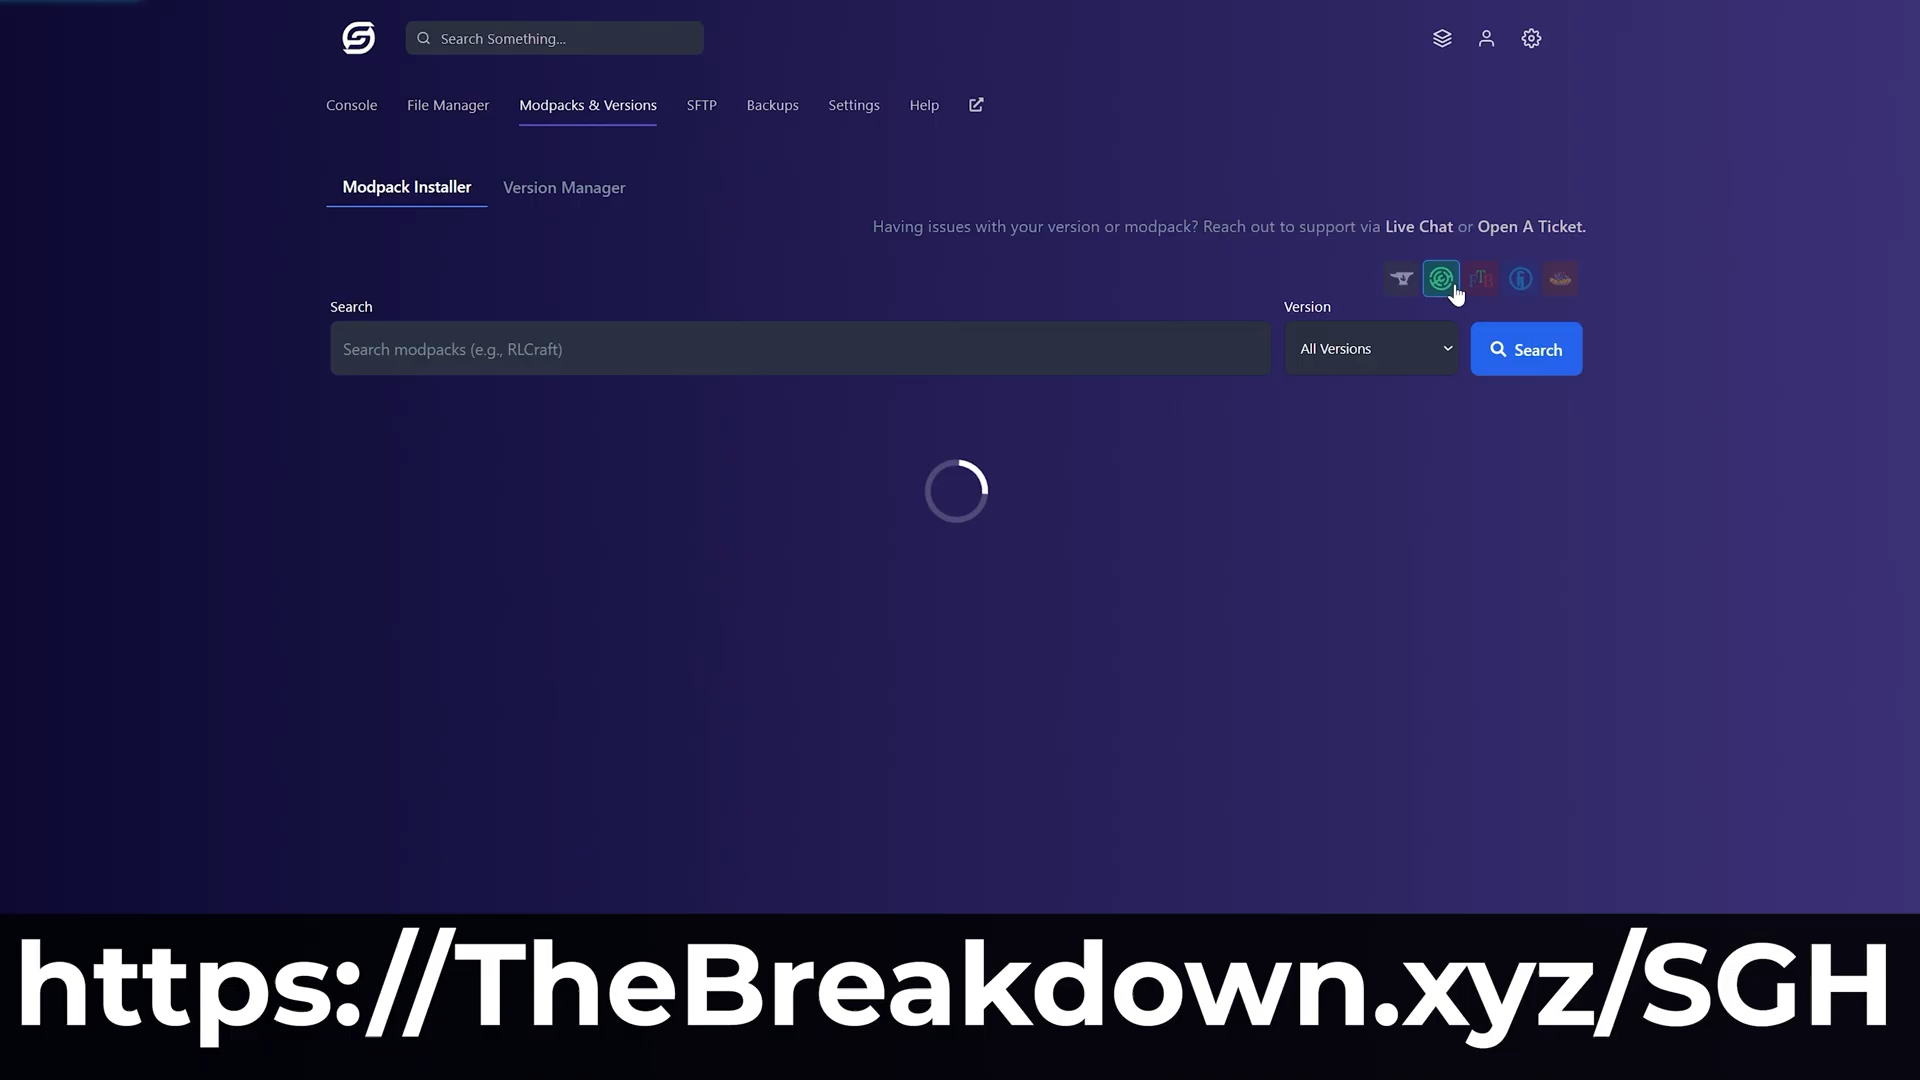 Search Something...
Console File Manager Modpacks & Versions SFTP Backups Settings Help
Modpack Installer Version Manager
Having issues with your version or modpack? Reach out to support via Live Chat or Open A Ticket.
FTB
Search Version
Search modpacks (e.g., RLCraft) All Versions Search
https://TheBreakdown.xyz/SGH